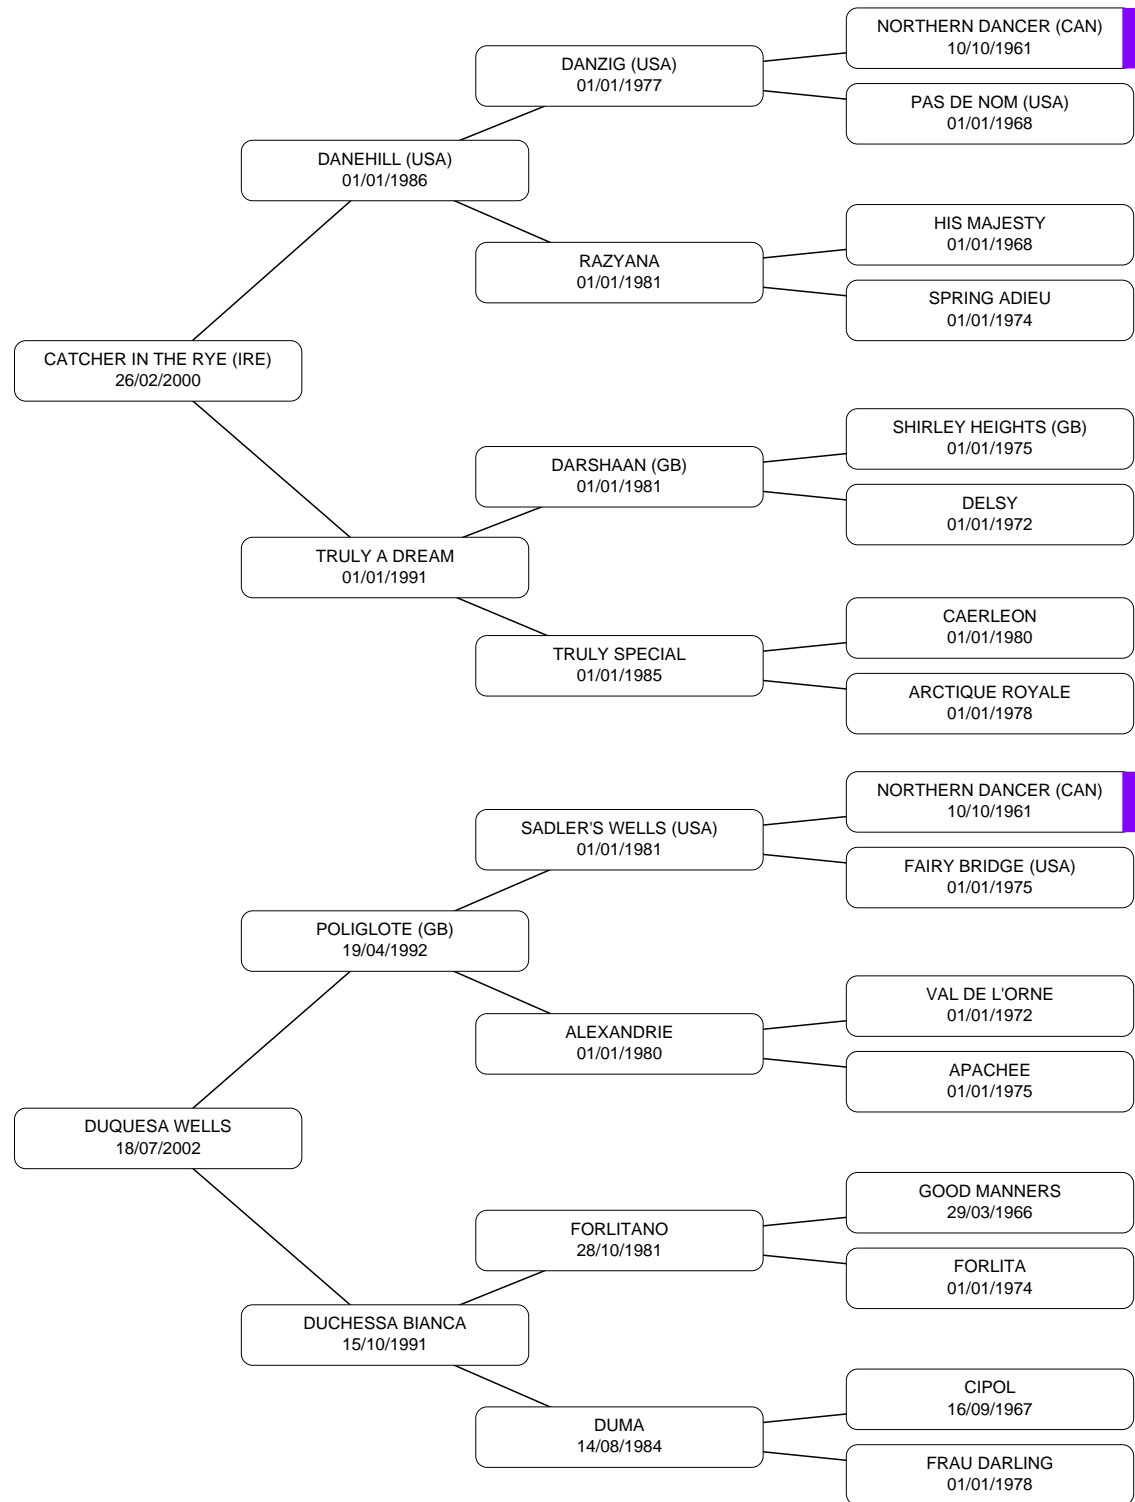 NORTHERN DANCER (CAN)
10/10/1961
DANZIG (USA)
01/01/1977
PAS DE NOM (USA)
01/01/1968
DANEHILL (USA)
01/01/1986
HIS MAJESTY
01/01/1968
RAZYANA
01/01/1981
SPRING ADIEU
01/01/1974
CATCHER IN THE RYE (IRE)
26/02/2000
SHIRLEY HEIGHTS (GB)
01/01/1975
DARSHAAN (GB)
01/01/1981
DELSY
01/01/1972
TRULY A DREAM
01/01/1991
CAERLEON
01/01/1980
TRULY SPECIAL
01/01/1985
ARCTIQUE ROYALE
01/01/1978
NORTHERN DANCER (CAN)
10/10/1961
SADLER'S WELLS (USA)
01/01/1981
FAIRY BRIDGE (USA)
01/01/1975
POLIGLOTE (GB)
19/04/1992
VAL DE L'ORNE
01/01/1972
ALEXANDRIE
01/01/1980
APACHEE
01/01/1975
DUQUESA WELLS
18/07/2002
GOOD MANNERS
29/03/1966
FORLITANO
28/10/1981
FORLITA
01/01/1974
DUCHESSA BIANCA
15/10/1991
CIPOL
16/09/1967
DUMA
14/08/1984
FRAU DARLING
01/01/1978